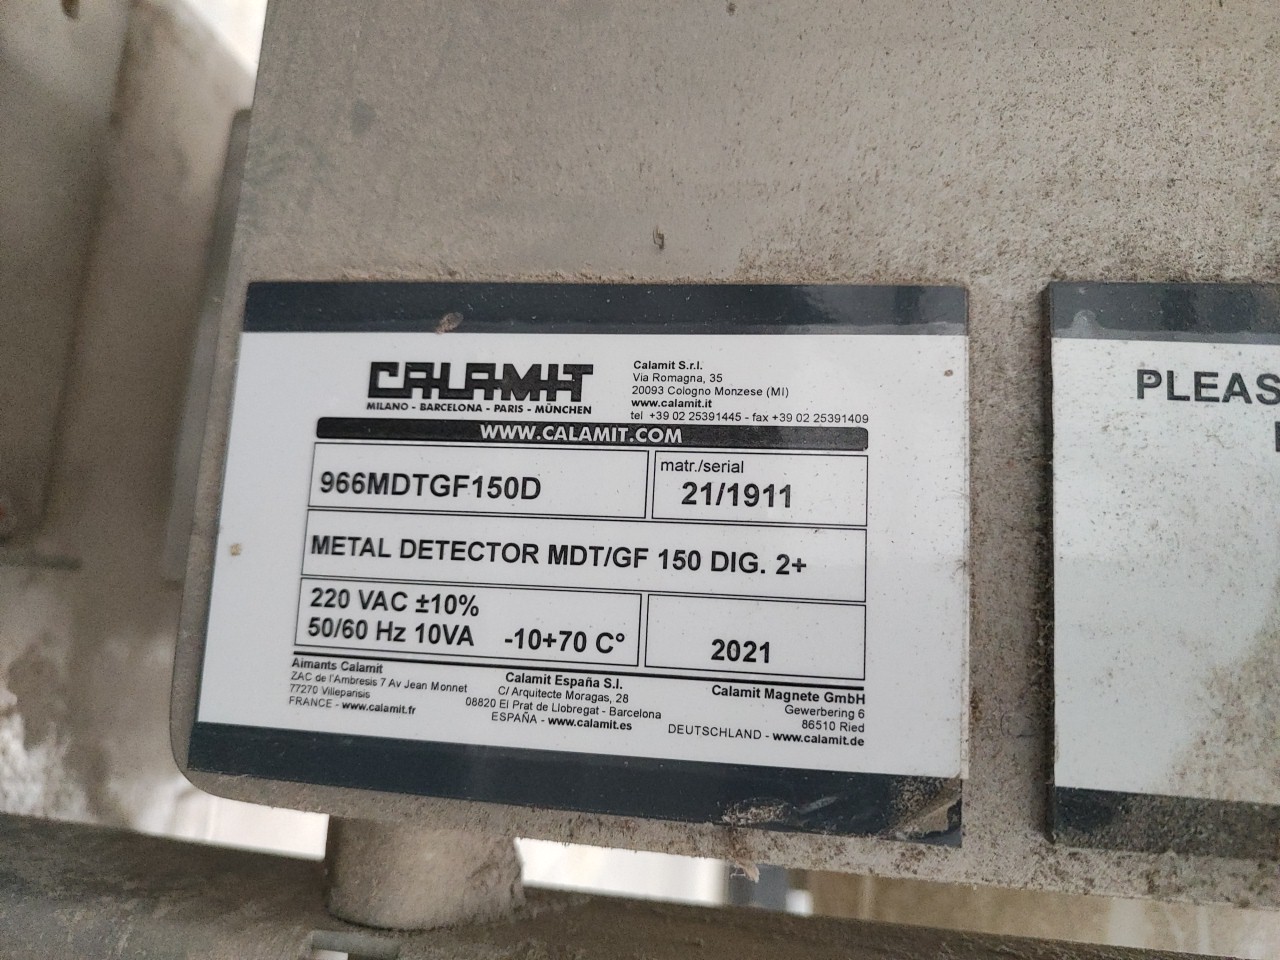 CALAMIT
MILANO - BARCELONA - PARIS - MÜNCHEN
Calamit S.r.l.
Via Romagna, 35
20093 Cologno Monzese (MI)
www.calamit.it
tel +39 02 25391445 - fax +39 02 25391409
WWW.CALAMIT.COM
966MDTGF150D
matr./serial
21/1911
METAL DETECTOR MDT/GF 150 DIG. 2+
220 VAC ±10%
50/60 Hz 10VA -10+70 C°
2021
Aimants Calamit
ZAC de l'Ambresis 7 Av Jean Monnet
77270 Villeparisis
FRANCE - www.calamit.fr
Calamit España S.l.
C/ Arquitecte Moragas, 28
08820 El Prat de Llobregat - Barcelona
ESPAÑA - www.calamit.es
Calamit Magnete GmbH
Gewerbering 6
86510 Ried
DEUTSCHLAND - www.calamit.de
PLEAS